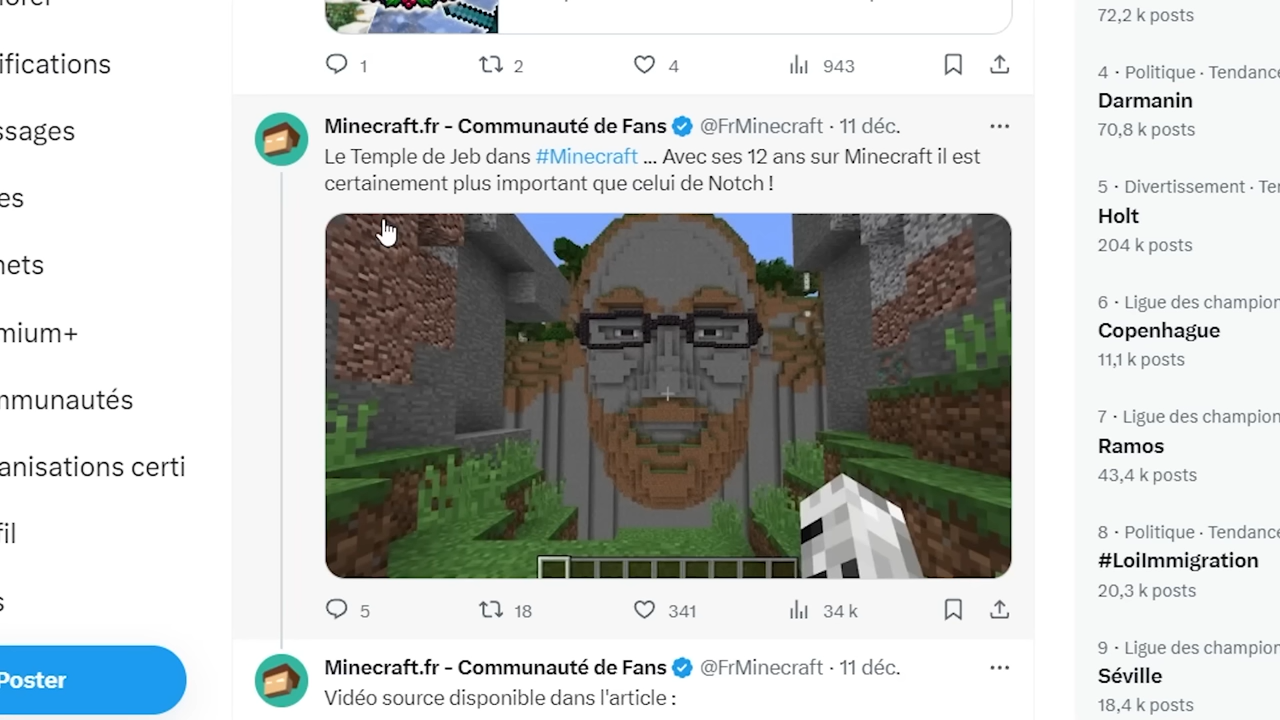 ifications
ssages
mium+
mmunautés
anisations certi
fil
Poster
1
2
4
943
Minecraft.fr - Communauté de Fans @FrMinecraft · 11 déc.
Le Temple de Jeb dans #Minecraft ... Avec ses 12 ans sur Minecraft il est
certainement plus important que celui de Notch !
5
18
341
34 k
Minecraft.fr - Communauté de Fans @FrMinecraft · 11 déc.
Vidéo source disponible dans l'article :
72,2 k posts
4 · Politique · Tendance
Darmanin
70,8 k posts
5 · Divertissement · Ten
Holt
204 k posts
6 · Ligue des champion
Copenhague
11,1 k posts
7 · Ligue des champion
Ramos
43,4 k posts
8 · Politique · Tendance
#LoiImmigration
20,3 k posts
9 · Ligue des champion
Séville
18,4 k posts